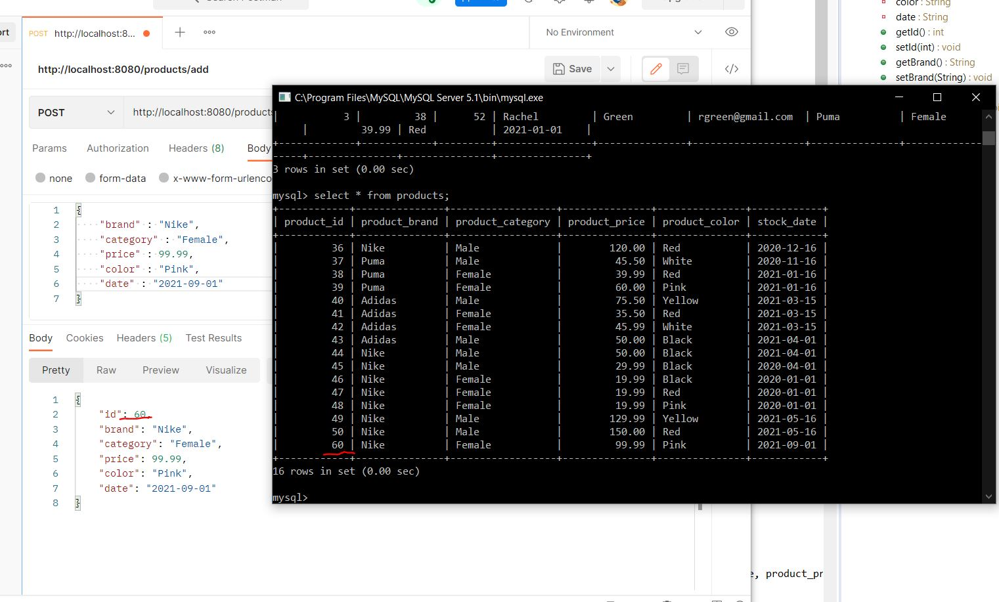 color : String
date : String
getId() : int
setId(int) : void
getBrand() : String
setBrand(String) : void
POST http://localhost:8... + ooo
No Environment
http://localhost:8080/products/add
Save
</>
POST
http://localhost:8080/product
Params Authorization Headers (8) Body
none form-data x-www-form-urlenco
1 {
2 "brand" : "Nike",
3 "category" : "Female",
4 "price" : 99.99,
5 "color" : "Pink",
6 "date" : "2021-09-01"
7 }
Body Cookies Headers (5) Test Results
Pretty Raw Preview Visualize
1 {
2 "id": 60,
3 "brand": "Nike",
4 "category": "Female",
5 "price": 99.99,
6 "color": "Pink",
7 "date": "2021-09-01"
8 }
C:\Program Files\MySQL\MySQL Server 5.1\bin\mysql.exe
| 3 | 38 | 52 | Rachel | Green | rgreen@gmail.com | Puma | Female
| 39.99 | Red | 2021-01-01 |
3 rows in set (0.00 sec)
mysql> select * from products;
| product_id | product_brand | product_category | product_price | product_color | stock_date |
| 36 | Nike | Male | 120.00 | Red | 2020-12-16 |
| 37 | Puma | Male | 45.50 | White | 2020-11-16 |
| 38 | Puma | Female | 39.99 | Red | 2021-01-16 |
| 39 | Puma | Female | 60.00 | Pink | 2021-01-16 |
| 40 | Adidas | Male | 75.50 | Yellow | 2021-03-15 |
| 41 | Adidas | Female | 35.50 | Red | 2021-03-15 |
| 42 | Adidas | Female | 45.99 | White | 2021-03-15 |
| 43 | Adidas | Male | 50.00 | Black | 2021-04-01 |
| 44 | Nike | Male | 50.00 | Black | 2021-04-01 |
| 45 | Nike | Male | 29.99 | Black | 2020-04-01 |
| 46 | Nike | Female | 19.99 | Black | 2020-01-01 |
| 47 | Nike | Female | 19.99 | Red | 2020-01-01 |
| 48 | Nike | Female | 19.99 | Pink | 2020-01-01 |
| 49 | Nike | Male | 129.99 | Yellow | 2021-05-16 |
| 50 | Nike | Male | 150.00 | Red | 2021-05-16 |
| 60 | Nike | Female | 99.99 | Pink | 2021-09-01 |
16 rows in set (0.00 sec)
mysql>
, product_pr